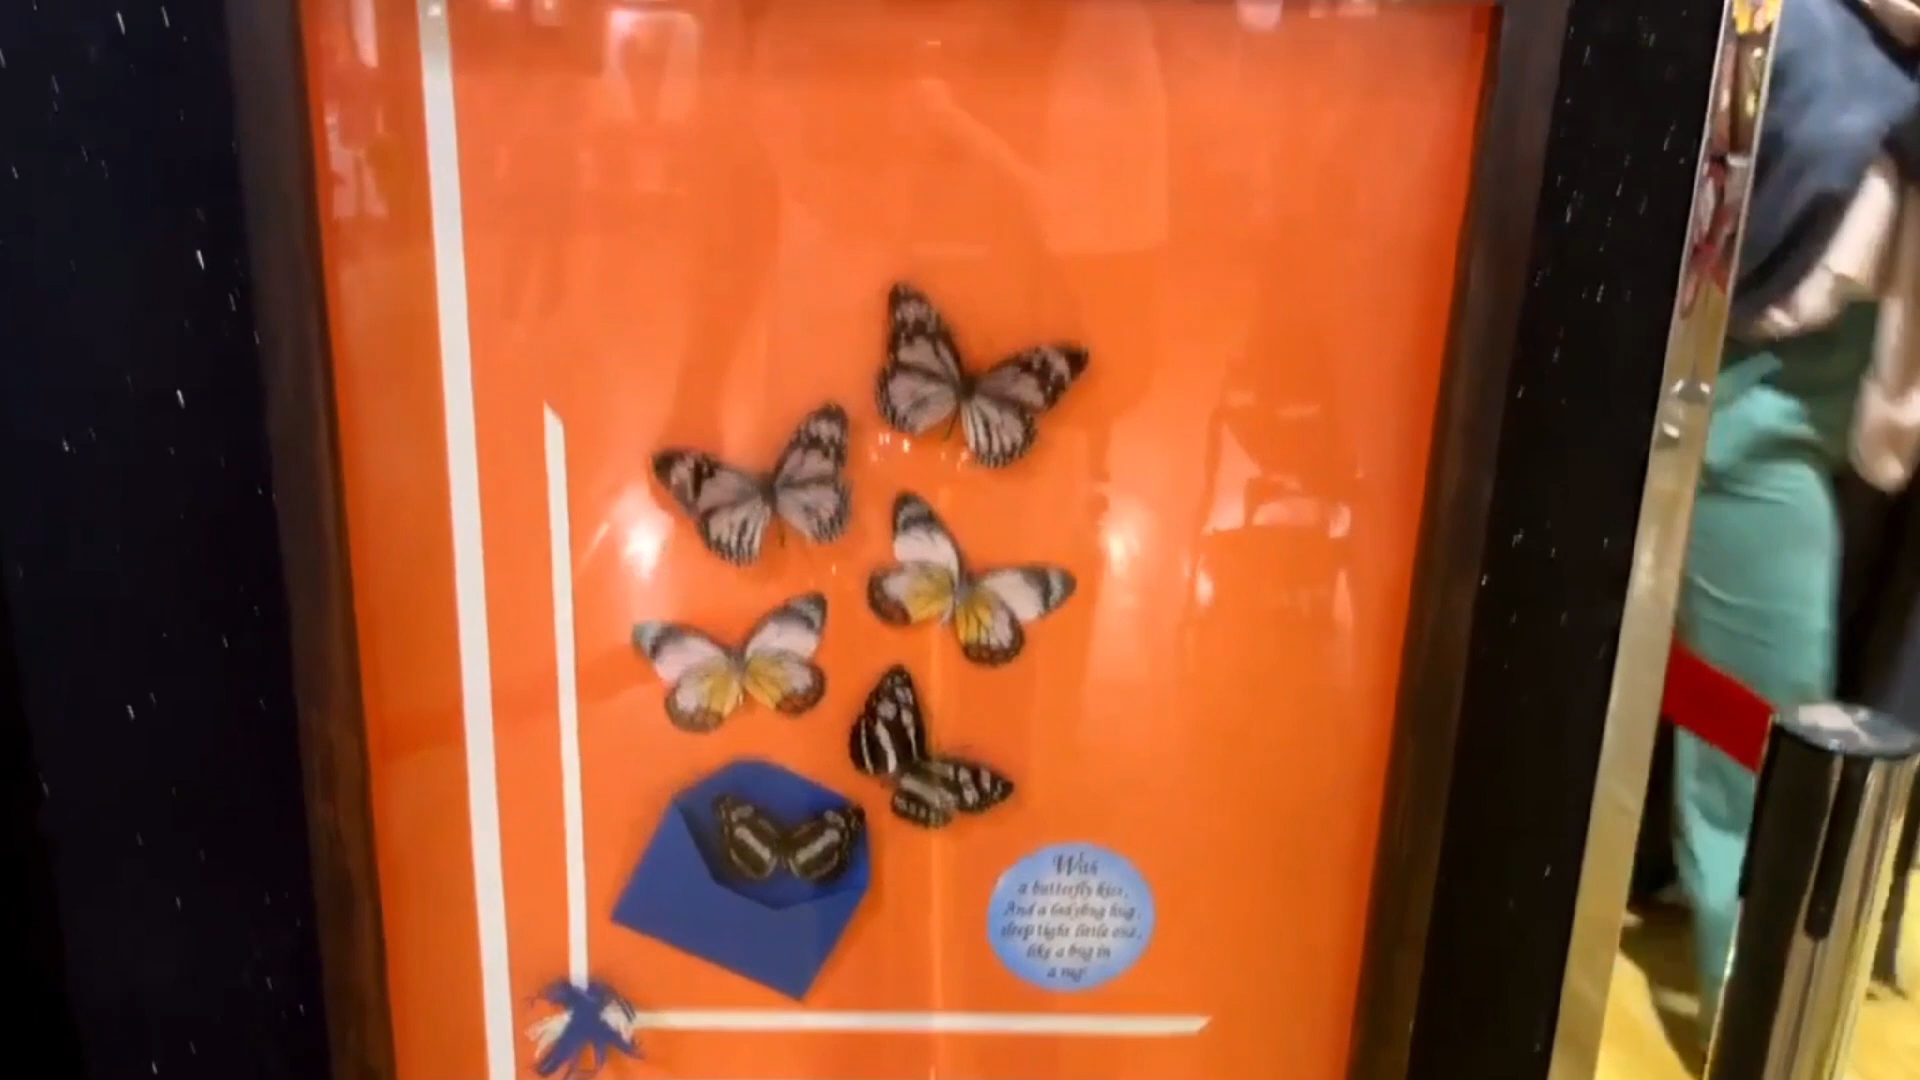 With
a butterfly kiss,
And a ladybug hug,
sleep tight little one,
like a bug in
a rug!